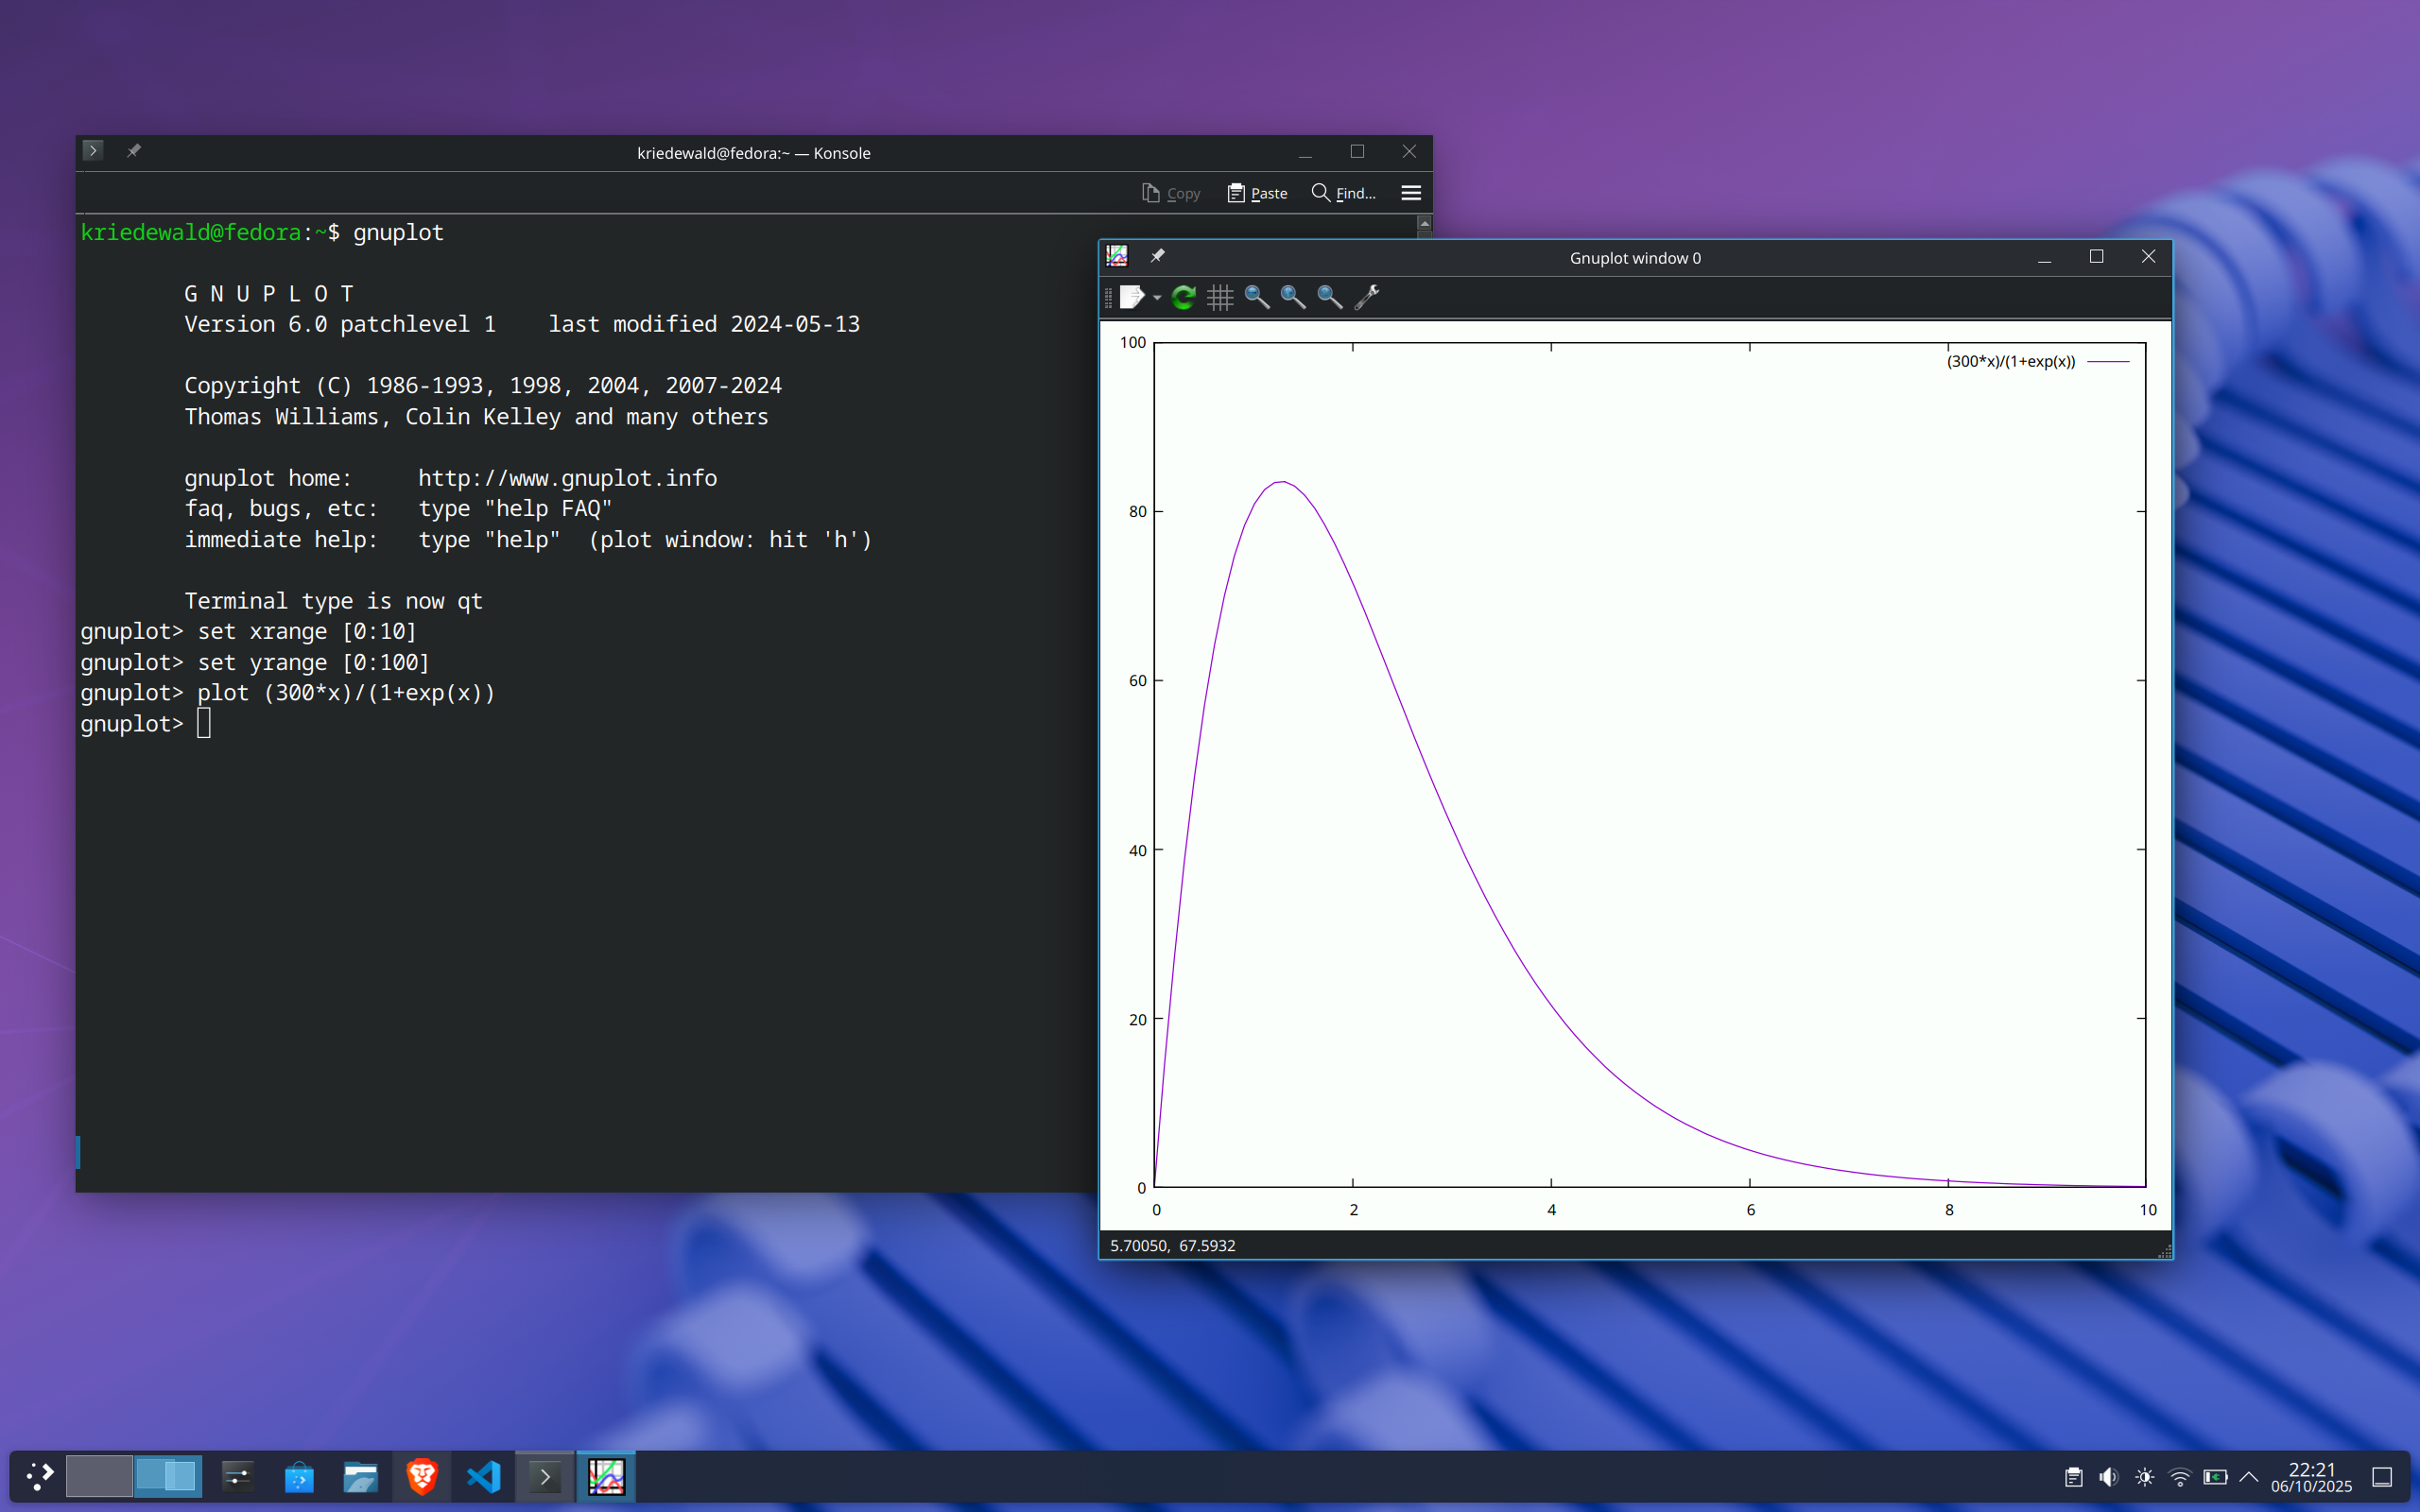 kriedewald@fedora:~ — Konsole
Copy Paste Find...
kriedewald@fedora:~$ gnuplot
G N U P L O T
Version 6.0 patchlevel 1    last modified 2024-05-13
Copyright (C) 1986-1993, 1998, 2004, 2007-2024
Thomas Williams, Colin Kelley and many others
gnuplot home:     http://www.gnuplot.info
faq, bugs, etc:   type "help FAQ"
immediate help:   type "help"  (plot window: hit 'h')
Terminal type is now qt
gnuplot> set xrange [0:10]
gnuplot> set yrange [0:100]
gnuplot> plot (300*x)/(1+exp(x))
gnuplot>
Gnuplot window 0
(300*x)/(1+exp(x))
100
80
60
40
20
0
0 2 4 6 8 10
5.70050, 67.5932
22:21
06/10/2025